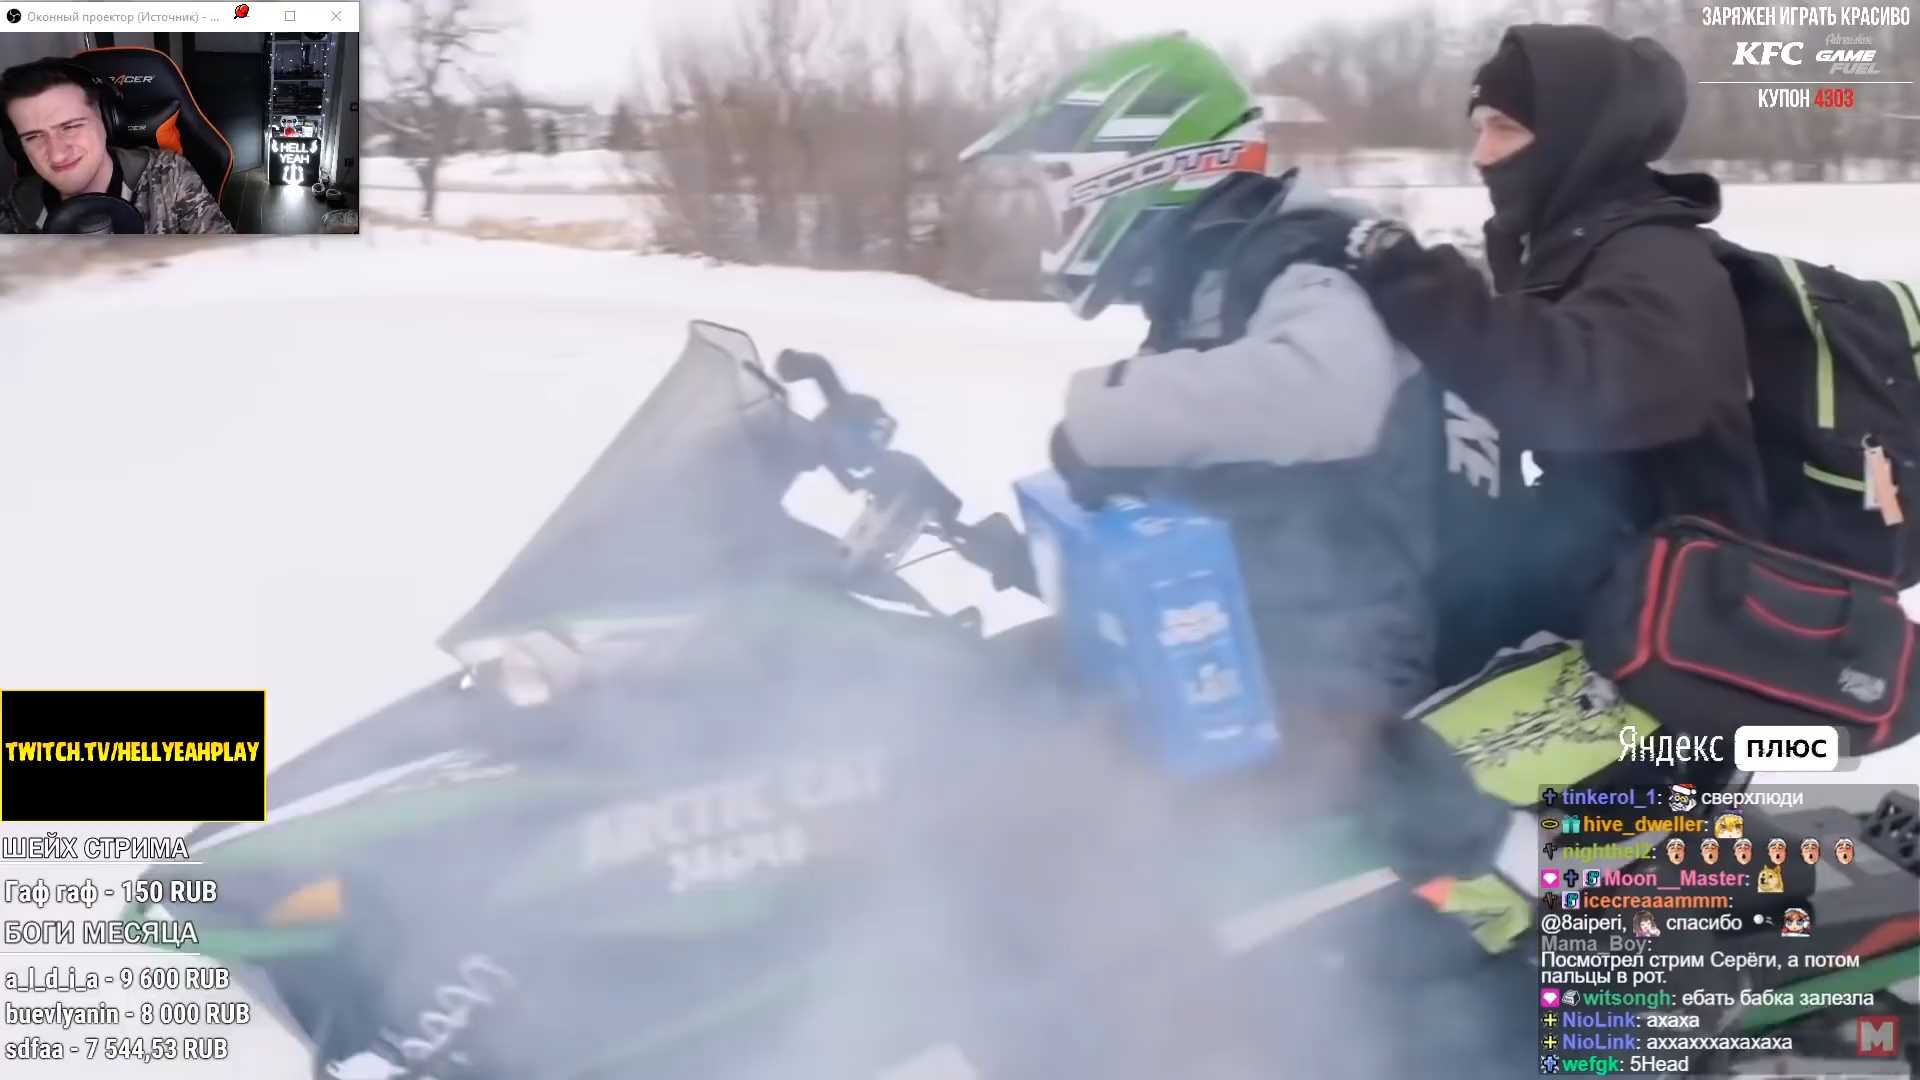 Оконный проектор (Источник) - ...
ЗАРЯЖЕН ИГРАТЬ КРАСИВО
KFC
Adrenaline
GAME
FUEL
КУПОН 4303
RACER
HELL
YEAH
SCOTT
ARCTIC CAT
TWITCH.TV/HELLYEAHPLAY
ШЕЙХ СТРИМА
Гаф гаф - 150 RUB
БОГИ МЕСЯЦА
a_l_d_i_a - 9 600 RUB
buevlyanin - 8 000 RUB
sdfaa - 7 544,53 RUB
Яндекс плюс
tinkerol_1: сверхлюди
hive_dweller:
nighthel2:
Moon__Master:
icecreaaammm:
@8aiperi, спасибо
Mama_Boy:
Посмотрел стрим Серёги, а потом
пальцы в рот.
witsongh: ебать бабка залезла
NioLink: ахаха
NioLink: аххахххахахаха
wefgk: 5Head
M